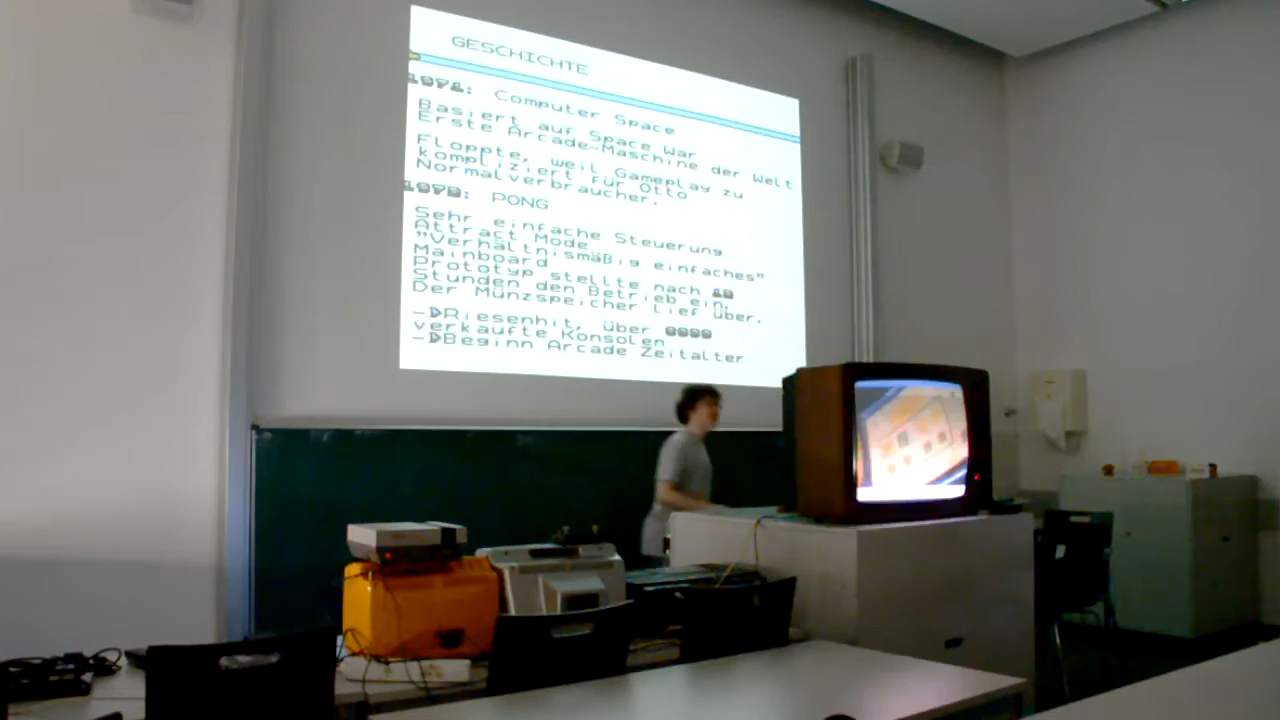 GESCHICHTE
1971: Computer Space
Basiert auf Space War
Erste Arcade-Maschine der Welt
Floppte, weil Gameplay zu
kompliziert für Otto
Normalverbraucher.
PONG
Sehr einfache Steuerung
Attract Mode
"Verhältnismäßig einfaches"
Mainboard
Prototyp stellte nach
Stunden den Betrieb ein.
Der Münzspeicher lief über.
->Riesenhit, über
verkaufte Konsolen
->Beginn Arcade Zeitalter